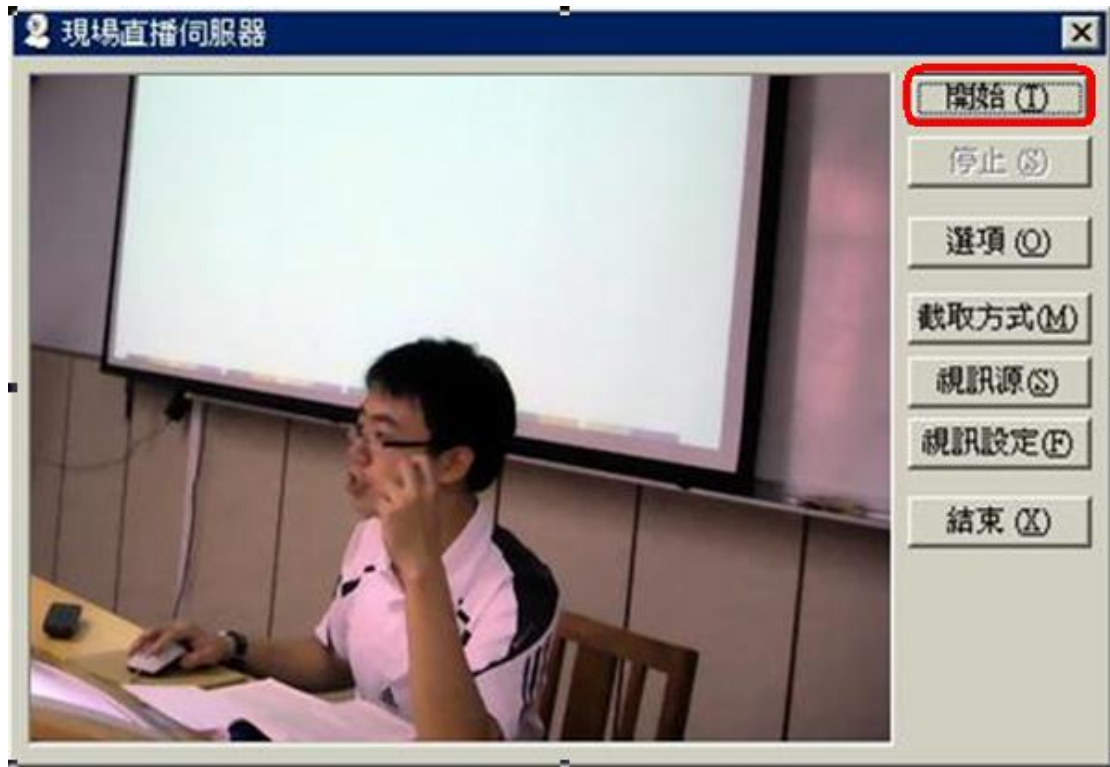 現場直播伺服器
開始 (T)
停止 (S)
選項 (O)
截取方式(M)
視訊源(S)
視訊設定(F)
結束 (X)